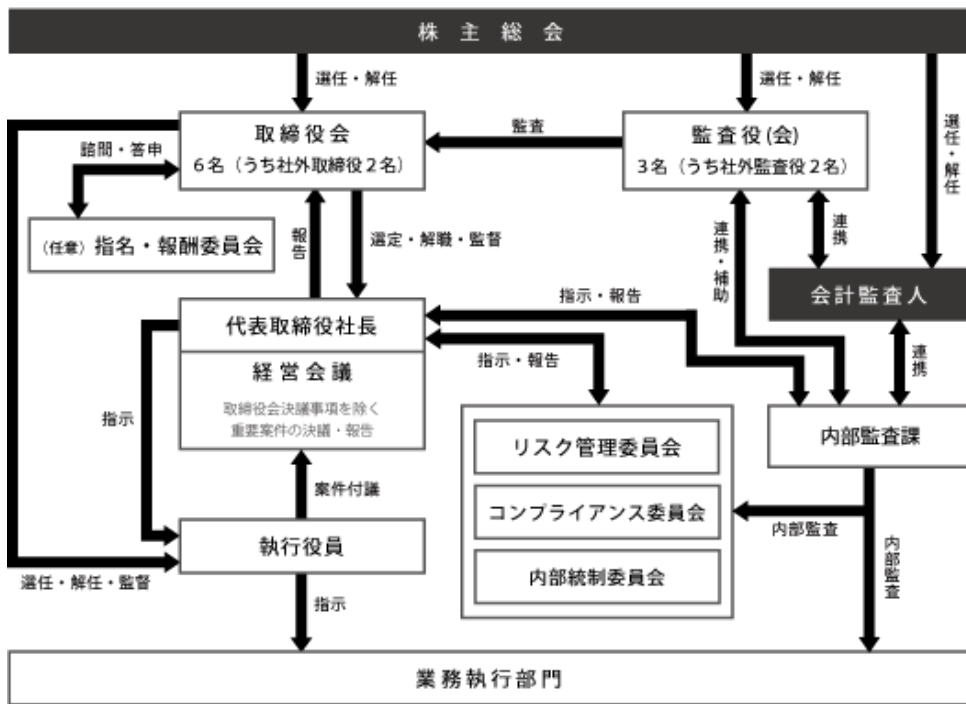 株主総会
選任・解任
選任・解任
選任・解任
取締役会
6名（うち社外取締役2名）
監査
監査役(会)
3名（うち社外監査役2名）
諮問・答申
（任意）指名・報酬委員会
報告
選定・解職・監督
連携・補助
連携
会計監査人
指示・報告
代表取締役社長
指示・報告
連携
経営会議
取締役会決議事項を除く
重要案件の決議・報告
指示
リスク管理委員会
内部監査課
案件付議
コンプライアンス委員会
内部監査
内部監査
執行役員
内部統制委員会
選任・解任・監督
指示
業務執行部門